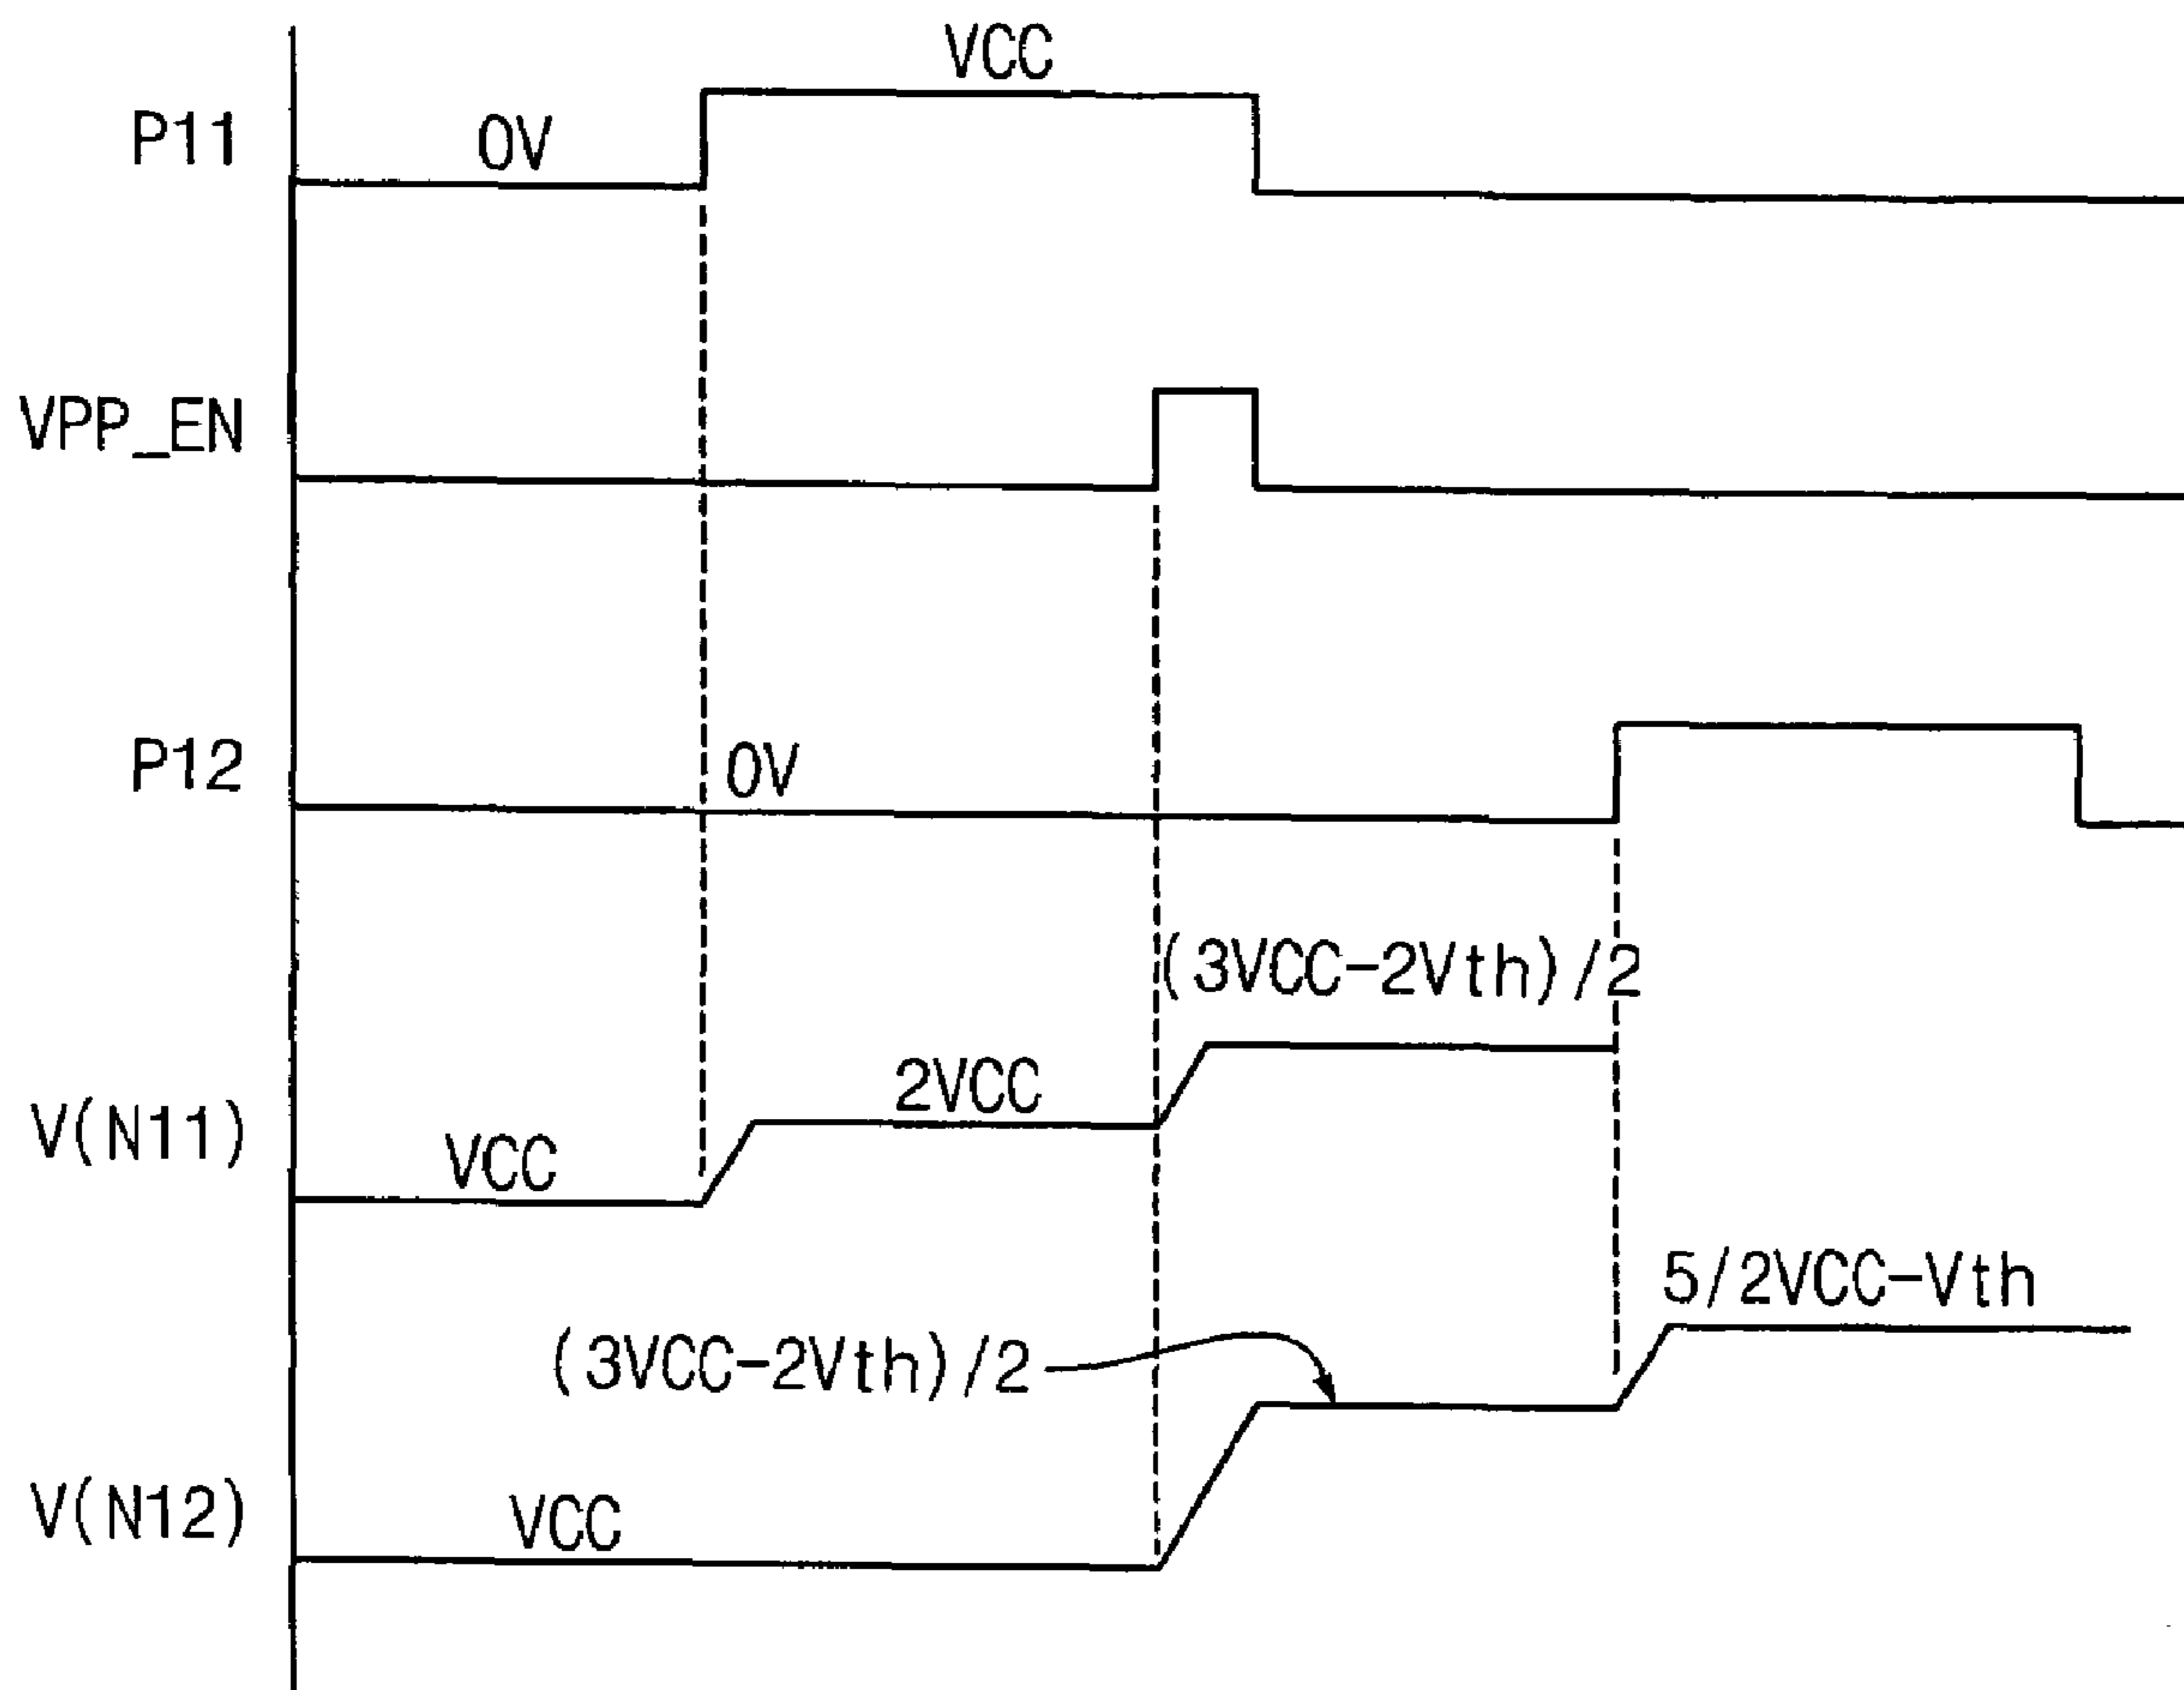 VCC
P11
0V
VPP_EN
P12
0V
(3VCC-2Vth)/2
2VCC
V(N11)
VCC
5/2VCC-Vth
(3VCC-2Vth)/2
V(N12)
VCC